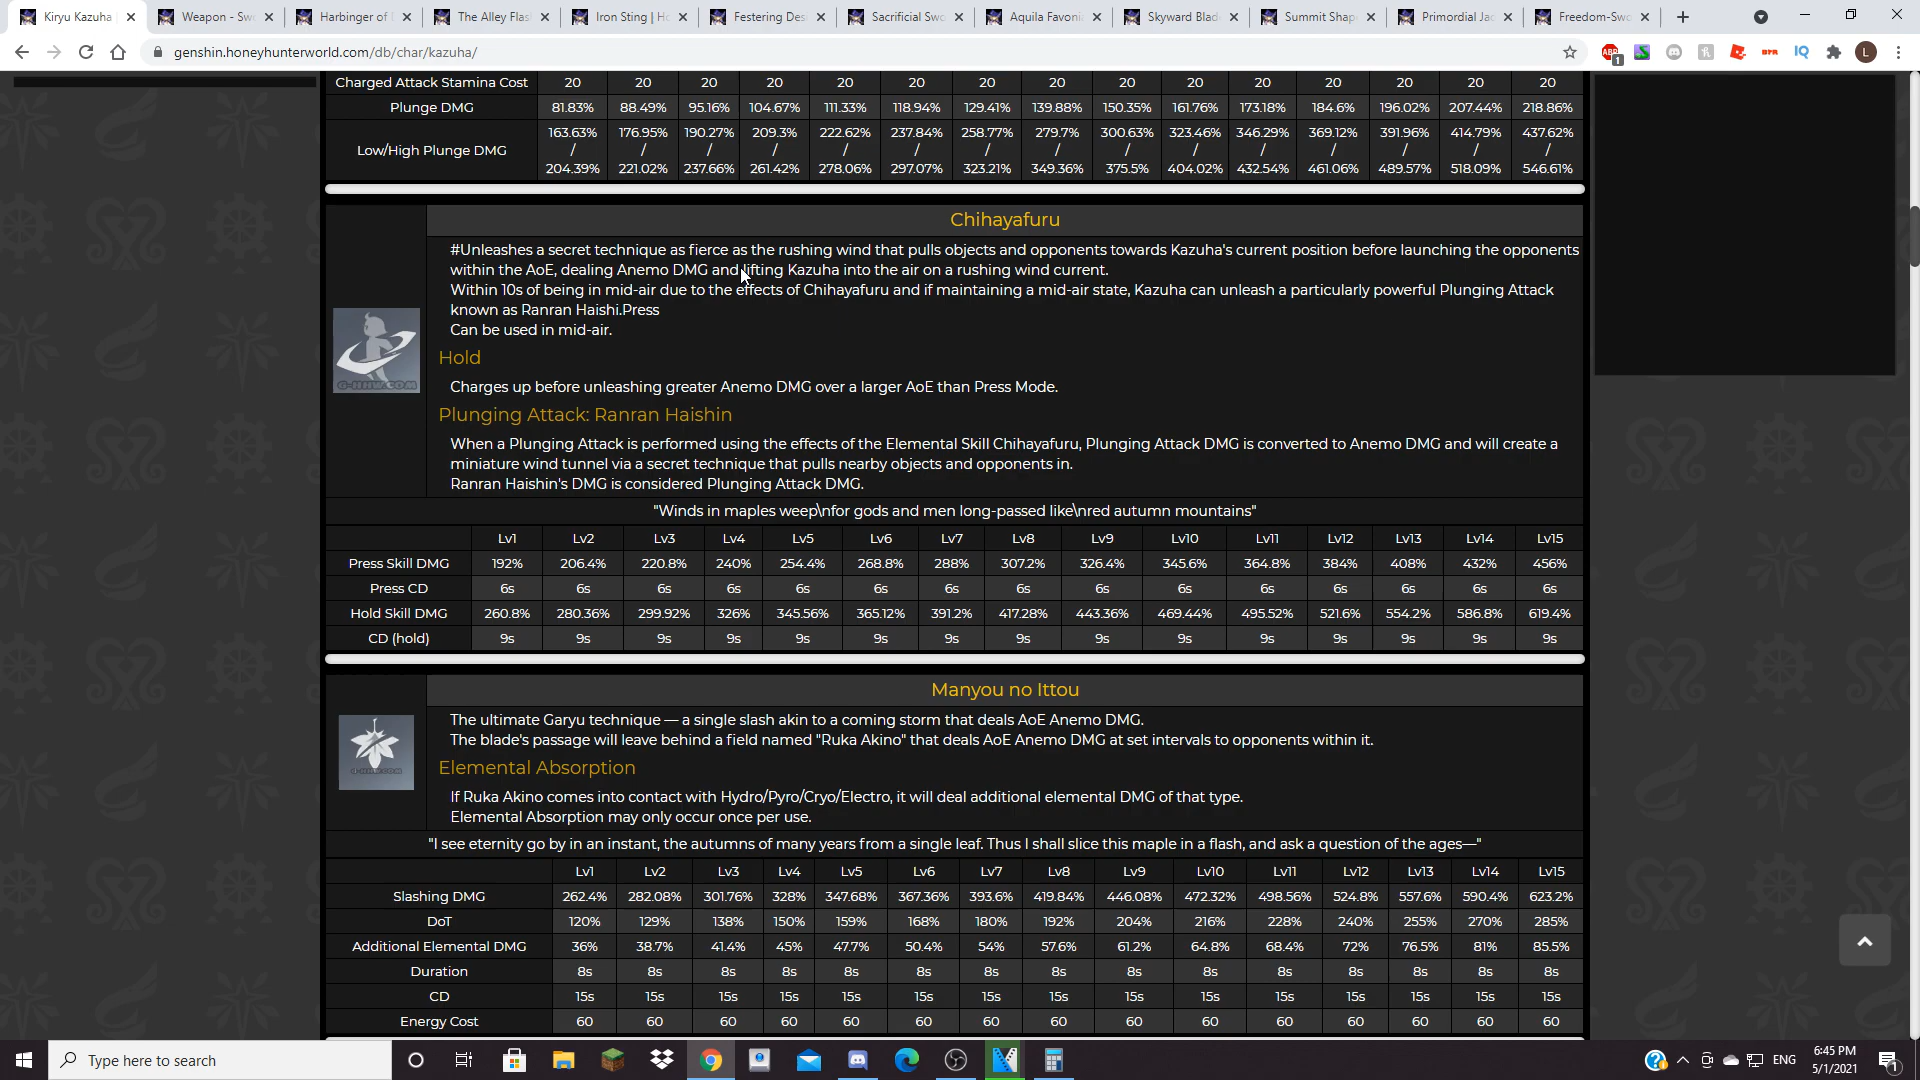 Kiryu Kazuha |
Weapon - Swo
Harbinger of D
The Alley Flas
Iron Sting | Ho
Festering Des
Sacrificial Swo
Aquila Favonia
Skyward Blade
Summit Shap
Primordial Jad
Freedom-Swo
genshin.honeyhunterworld.com/db/char/kazuha/
Charged Attack Stamina Cost 20 20 20 20 20 20 20 20 20 20 20 20 20 20 20
Plunge DMG 81.83% 88.49% 95.16% 104.67% 111.33% 118.94% 129.41% 139.88% 150.35% 161.76% 173.18% 184.6% 196.02% 207.44% 218.86%
163.63% 176.95% 190.27% 209.3% 222.62% 237.84% 258.77% 279.7% 300.63% 323.46% 346.29% 369.12% 391.96% 414.79% 437.62%
Low/High Plunge DMG / / / / / / / / / / / / / / /
204.39% 221.02% 237.66% 261.42% 278.06% 297.07% 323.21% 349.36% 375.5% 404.02% 432.54% 461.06% 489.57% 518.09% 546.61%
Chihayafuru
#Unleashes a secret technique as fierce as the rushing wind that pulls objects and opponents towards Kazuha's current position before launching the opponents
within the AoE, dealing Anemo DMG and lifting Kazuha into the air on a rushing wind current.
Within 10s of being in mid-air due to the effects of Chihayafuru and if maintaining a mid-air state, Kazuha can unleash a particularly powerful Plunging Attack
known as Ranran Haishi.Press
Can be used in mid-air.
Hold
Charges up before unleashing greater Anemo DMG over a larger AoE than Press Mode.
Plunging Attack: Ranran Haishin
When a Plunging Attack is performed using the effects of the Elemental Skill Chihayafuru, Plunging Attack DMG is converted to Anemo DMG and will create a
miniature wind tunnel via a secret technique that pulls nearby objects and opponents in.
Ranran Haishin's DMG is considered Plunging Attack DMG.
G-HHW.COM
"Winds in maples weep\nfor gods and men long-passed like\nred autumn mountains"
Lv1 Lv2 Lv3 Lv4 Lv5 Lv6 Lv7 Lv8 Lv9 Lv10 Lv11 Lv12 Lv13 Lv14 Lv15
Press Skill DMG 192% 206.4% 220.8% 240% 254.4% 268.8% 288% 307.2% 326.4% 345.6% 364.8% 384% 408% 432% 456%
Press CD 6s 6s 6s 6s 6s 6s 6s 6s 6s 6s 6s 6s 6s 6s 6s
Hold Skill DMG 260.8% 280.36% 299.92% 326% 345.56% 365.12% 391.2% 417.28% 443.36% 469.44% 495.52% 521.6% 554.2% 586.8% 619.4%
CD (hold) 9s 9s 9s 9s 9s 9s 9s 9s 9s 9s 9s 9s 9s 9s 9s
Manyou no Ittou
The ultimate Garyu technique — a single slash akin to a coming storm that deals AoE Anemo DMG.
The blade's passage will leave behind a field named "Ruka Akino" that deals AoE Anemo DMG at set intervals to opponents within it.
Elemental Absorption
If Ruka Akino comes into contact with Hydro/Pyro/Cryo/Electro, it will deal additional elemental DMG of that type.
Elemental Absorption may only occur once per use.
G-HHW.COM
"I see eternity go by in an instant, the autumns of many years from a single leaf. Thus I shall slice this maple in a flash, and ask a question of the ages—"
Lv1 Lv2 Lv3 Lv4 Lv5 Lv6 Lv7 Lv8 Lv9 Lv10 Lv11 Lv12 Lv13 Lv14 Lv15
Slashing DMG 262.4% 282.08% 301.76% 328% 347.68% 367.36% 393.6% 419.84% 446.08% 472.32% 498.56% 524.8% 557.6% 590.4% 623.2%
DoT 120% 129% 138% 150% 159% 168% 180% 192% 204% 216% 228% 240% 255% 270% 285%
Additional Elemental DMG 36% 38.7% 41.4% 45% 47.7% 50.4% 54% 57.6% 61.2% 64.8% 68.4% 72% 76.5% 81% 85.5%
Duration 8s 8s 8s 8s 8s 8s 8s 8s 8s 8s 8s 8s 8s 8s 8s
CD 15s 15s 15s 15s 15s 15s 15s 15s 15s 15s 15s 15s 15s 15s 15s
Energy Cost 60 60 60 60 60 60 60 60 60 60 60 60 60 60 60
Type here to search
ENG
6:45 PM
5/1/2021